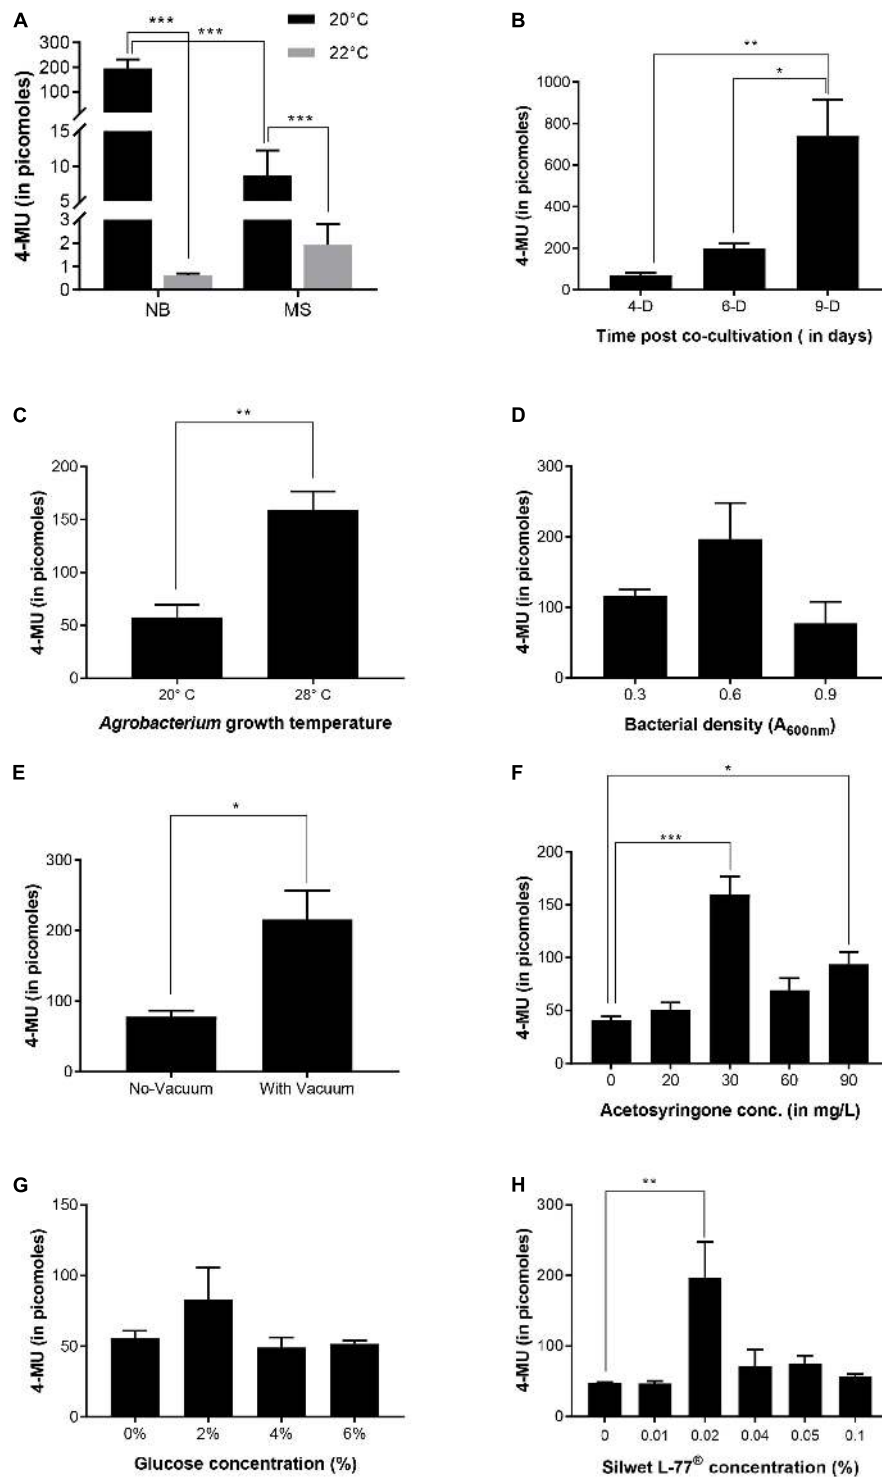 A
4-MU (in picomoles)
300
200
100
15
10
5
3
2
1
0
***
***
***
20°C
22°C
NB
MS
B
4-MU (in picomoles)
1000
800
600
400
200
0
**
*
4-D
6-D
9-D
Time post co-cultivation ( in days)
C
4-MU (in picomoles)
200
150
100
50
0
**
20° C
28° C
Agrobacterium growth temperature
D
4-MU (in picomoles)
300
200
100
0
0.3
0.6
0.9
Bacterial density (A600nm)
E
4-MU (in picomoles)
300
200
100
0
*
No-Vacuum
With Vacuum
F
4-MU (in picomoles)
200
150
100
50
0
*
***
0
20
30
60
90
Acetosyringone conc. (in mg/L)
G
4-MU (in picomoles)
150
100
50
0
0%
2%
4%
6%
Glucose concentration (%)
H
4-MU (in picomoles)
300
200
100
0
**
0
0.01
0.02
0.04
0.05
0.1
Silwet L-77® concentration (%)